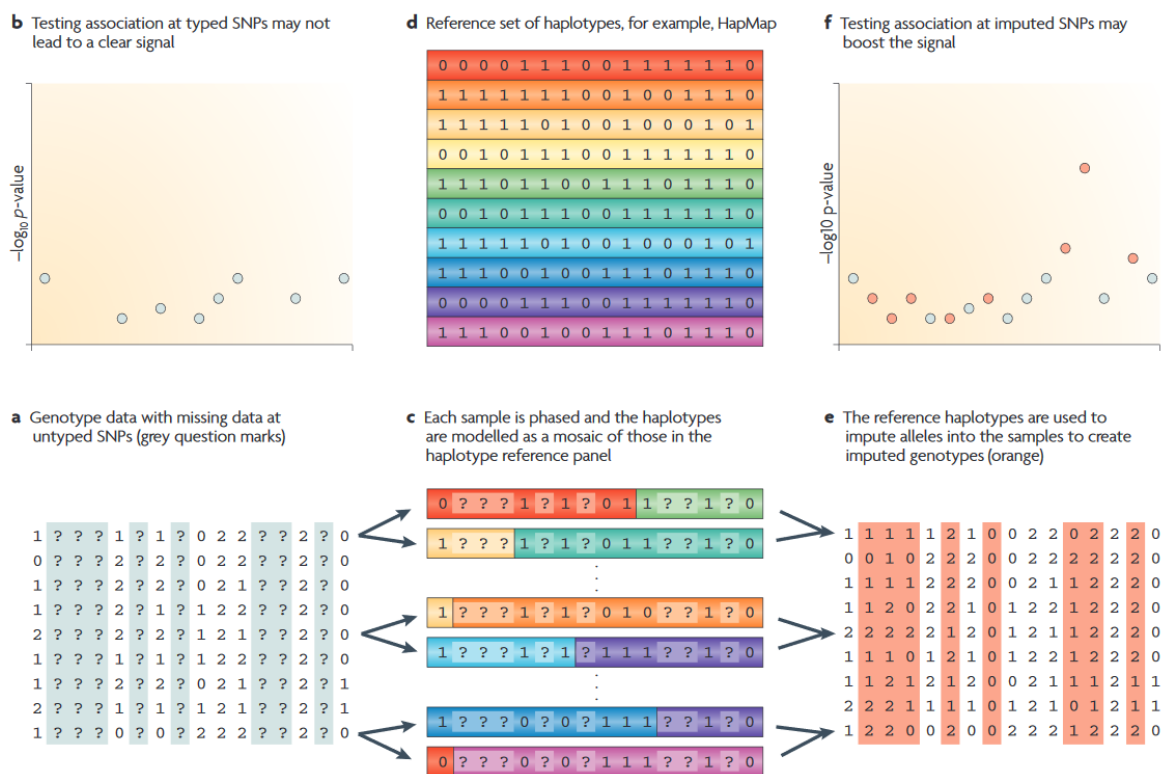 b Testing association at typed SNPs may not
lead to a clear signal
–log₁₀ p-value
d Reference set of haplotypes, for example, HapMap
0 0 0 0 1 1 1 0 0 1 1 1 1 1 1 0
1 1 1 1 1 1 1 0 0 1 0 0 1 1 1 0
1 1 1 1 1 0 1 0 0 1 0 0 0 1 0 1
0 0 1 0 1 1 1 0 0 1 1 1 1 1 1 0
1 1 1 0 1 1 0 0 1 1 1 0 1 1 1 0
0 0 1 0 1 1 1 0 0 1 1 1 1 1 1 0
1 1 1 1 1 0 1 0 0 1 0 0 0 1 0 1
1 1 1 0 0 1 0 0 1 1 1 0 1 1 1 0
0 0 0 0 1 1 1 0 0 1 1 1 1 1 1 0
1 1 1 0 0 1 0 0 1 1 1 0 1 1 1 0
f Testing association at imputed SNPs may
boost the signal
–log10 p-value
a Genotype data with missing data at
untyped SNPs (grey question marks)
1 ? ? ? 1 ? 1 ? 0 2 2 ? ? 2 ? 0
0 ? ? ? 2 ? 2 ? 0 2 2 ? ? 2 ? 0
1 ? ? ? 2 ? 2 ? 0 2 1 ? ? 2 ? 0
1 ? ? ? 2 ? 1 ? 1 2 2 ? ? 2 ? 0
2 ? ? ? 2 ? 2 ? 1 2 1 ? ? 2 ? 0
1 ? ? ? 1 ? 1 ? 1 2 2 ? ? 2 ? 0
1 ? ? ? 2 ? 2 ? 0 2 1 ? ? 2 ? 1
2 ? ? ? 1 ? 1 ? 1 2 1 ? ? 2 ? 1
1 ? ? ? 0 ? 0 ? 2 2 2 ? ? 2 ? 0
c Each sample is phased and the haplotypes
are modelled as a mosaic of those in the
haplotype reference panel
0 ? ? ? 1 ? 1 ? 0 1 1 ? ? 1 ? 0
1 ? ? ? 1 ? 1 ? 0 1 1 ? ? 1 ? 0
1 ? ? ? 1 ? 1 ? 0 1 0 ? ? 1 ? 0
1 ? ? ? 1 ? 1 ? 1 1 1 ? ? 1 ? 0
1 ? ? ? 0 ? 0 ? 1 1 1 ? ? 1 ? 0
0 ? ? ? 0 ? 0 ? 1 1 1 ? ? 1 ? 0
e The reference haplotypes are used to
impute alleles into the samples to create
imputed genotypes (orange)
1 1 1 1 1 2 1 0 0 2 2 0 2 2 2 0
0 0 1 0 2 2 2 0 0 2 2 2 2 2 2 0
1 1 1 1 2 2 2 0 0 2 1 1 2 2 2 0
1 1 2 0 2 2 1 0 1 2 2 1 2 2 2 0
2 2 2 2 2 1 2 0 1 2 1 1 2 2 2 0
1 1 1 0 1 2 1 0 1 2 2 1 2 2 2 0
1 1 2 1 2 1 2 0 0 2 1 1 1 2 1 1
2 2 2 1 1 1 1 0 1 2 1 0 1 2 1 1
1 2 2 0 0 2 0 0 2 2 2 1 2 2 2 0